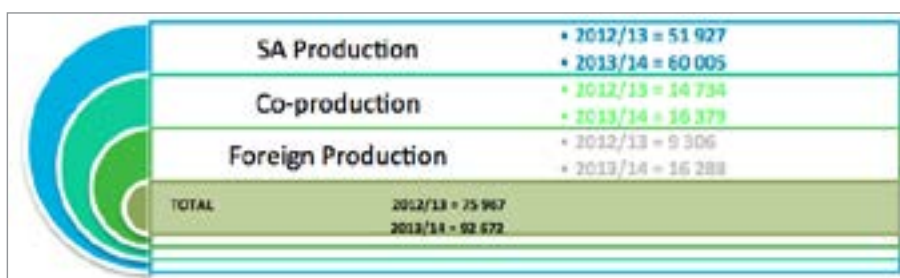 SA Production
• 2012/13 = 51 927
• 2013/14 = 60 005
Co-production
• 2012/13 = 14 734
• 2013/14 = 16 379
Foreign Production
• 2012/13 = 9 306
• 2013/14 = 16 288
TOTAL 2012/13 = 75 967
2013/14 = 92 672